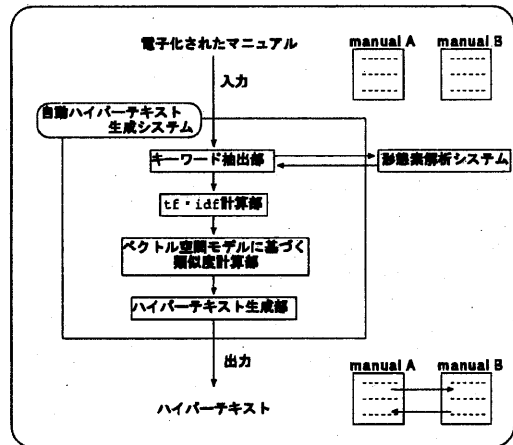 電子化されたマニュアル
manual A
manual B
入力
自動ハイパーテキスト
生成システム
キーワード抽出部
形態素解析システム
tf・idf計算部
ベクトル空間モデルに基づく
類似度計算部
ハイパーテキスト生成部
出力
manual A
manual B
ハイパーテキスト